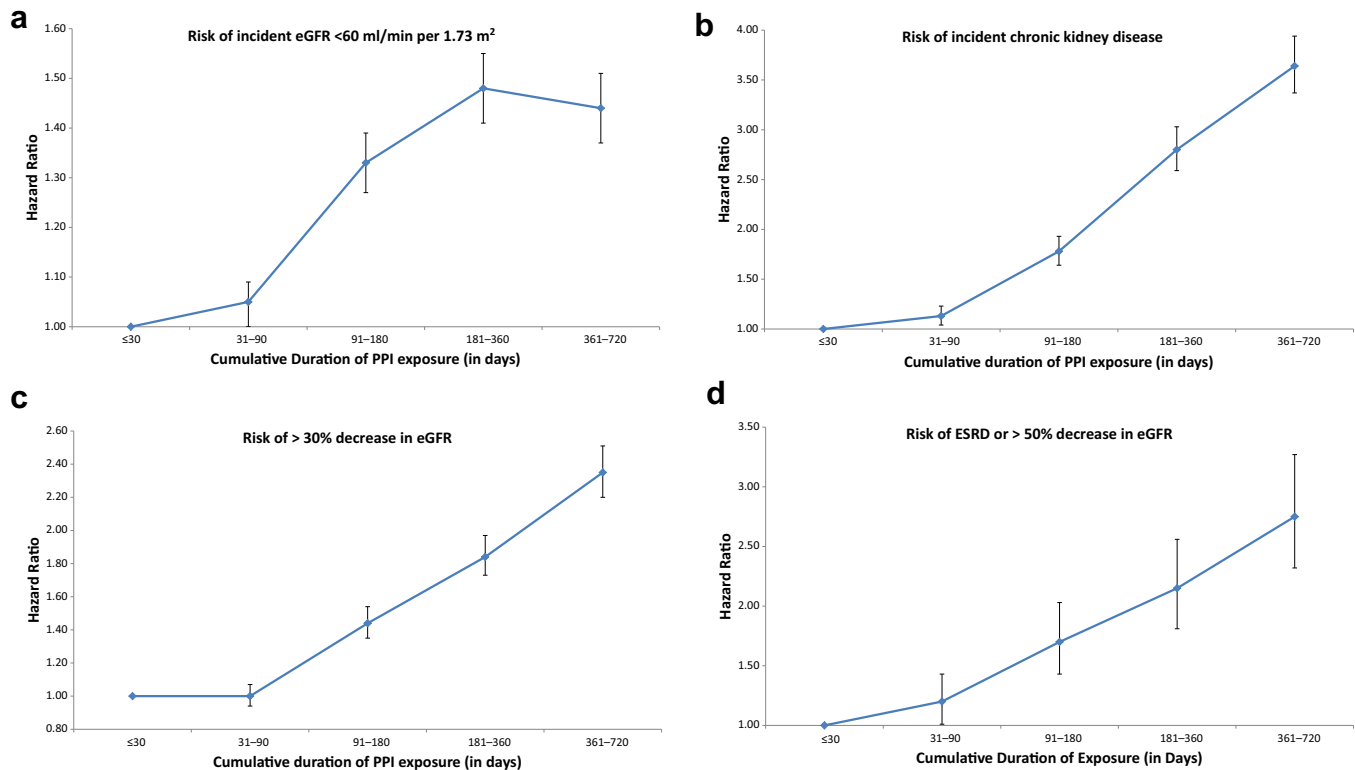 a
Risk of incident eGFR <60 ml/min per 1.73 m²
1.60
1.50
1.40
1.30
1.20
1.10
1.00
Hazard Ratio
≤30 31–90 91–180 181–360 361–720
Cumulative Duration of PPI exposure (in days)
b
Risk of incident chronic kidney disease
4.00
3.50
3.00
2.50
2.00
1.50
1.00
Hazard Ratio
≤30 31–90 91–180 181–360 361–720
Cumulative duration of PPI exposure (in days)
c
Risk of > 30% decrease in eGFR
2.60
2.40
2.20
2.00
1.80
1.60
1.40
1.20
1.00
0.80
Hazard Ratio
≤30 31–90 91–180 181–360 361–720
Cumulative duration of PPI exposure (in days)
d
Risk of ESRD or > 50% decrease in eGFR
3.50
3.00
2.50
2.00
1.50
1.00
Hazard Ratio
≤30 31–90 91–180 181–360 361–720
Cumulative Duration of Exposure (in Days)